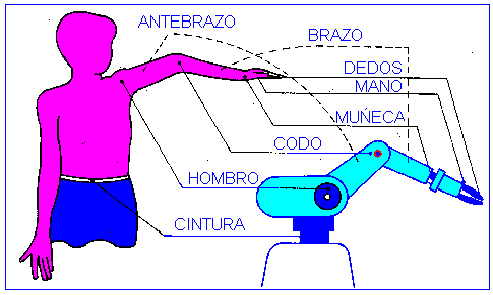 ANTEBRAZO
BRAZO
DEDOS
MANO
MUÑECA
CODO
HOMBRO
CINTURA